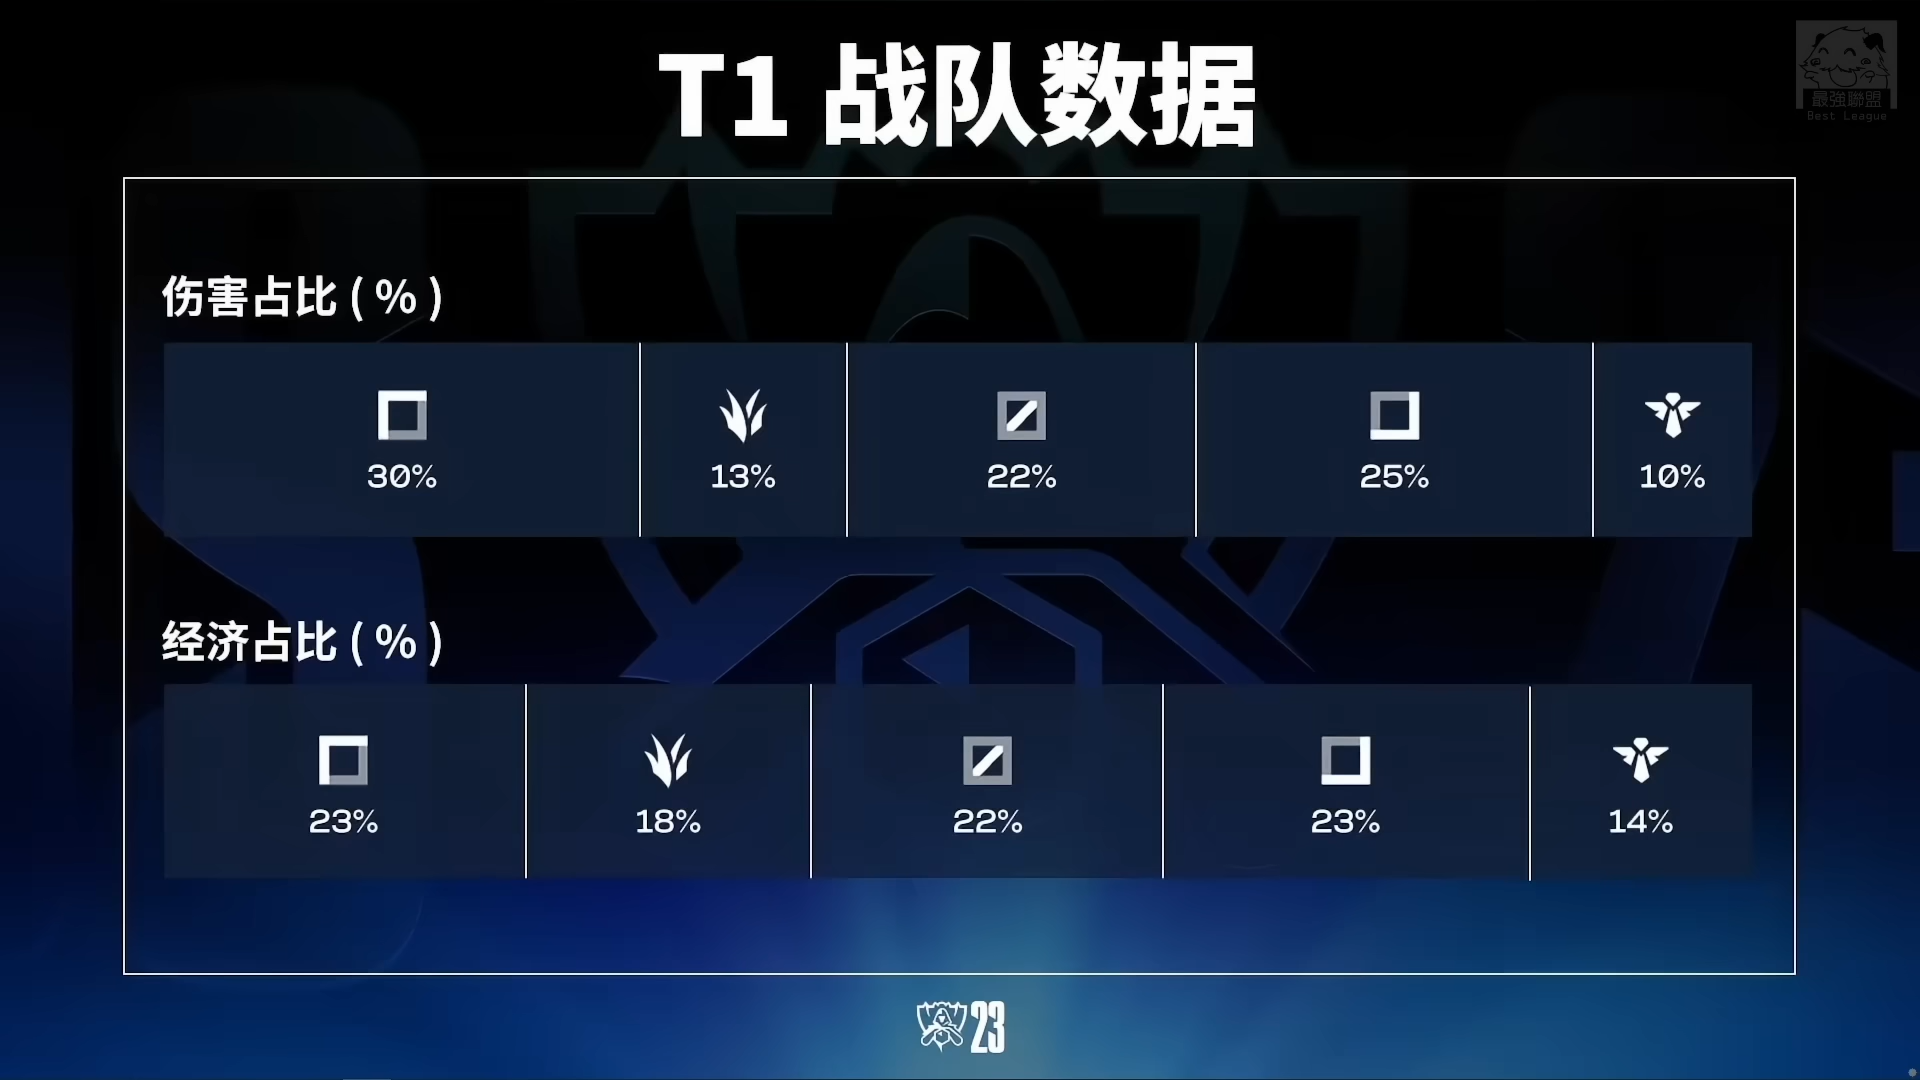 T1 战队数据
最強聯盟
Best League
伤害占比 ( % )
30% 13% 22% 25% 10%
经济占比 ( % )
23% 18% 22% 23% 14%
23